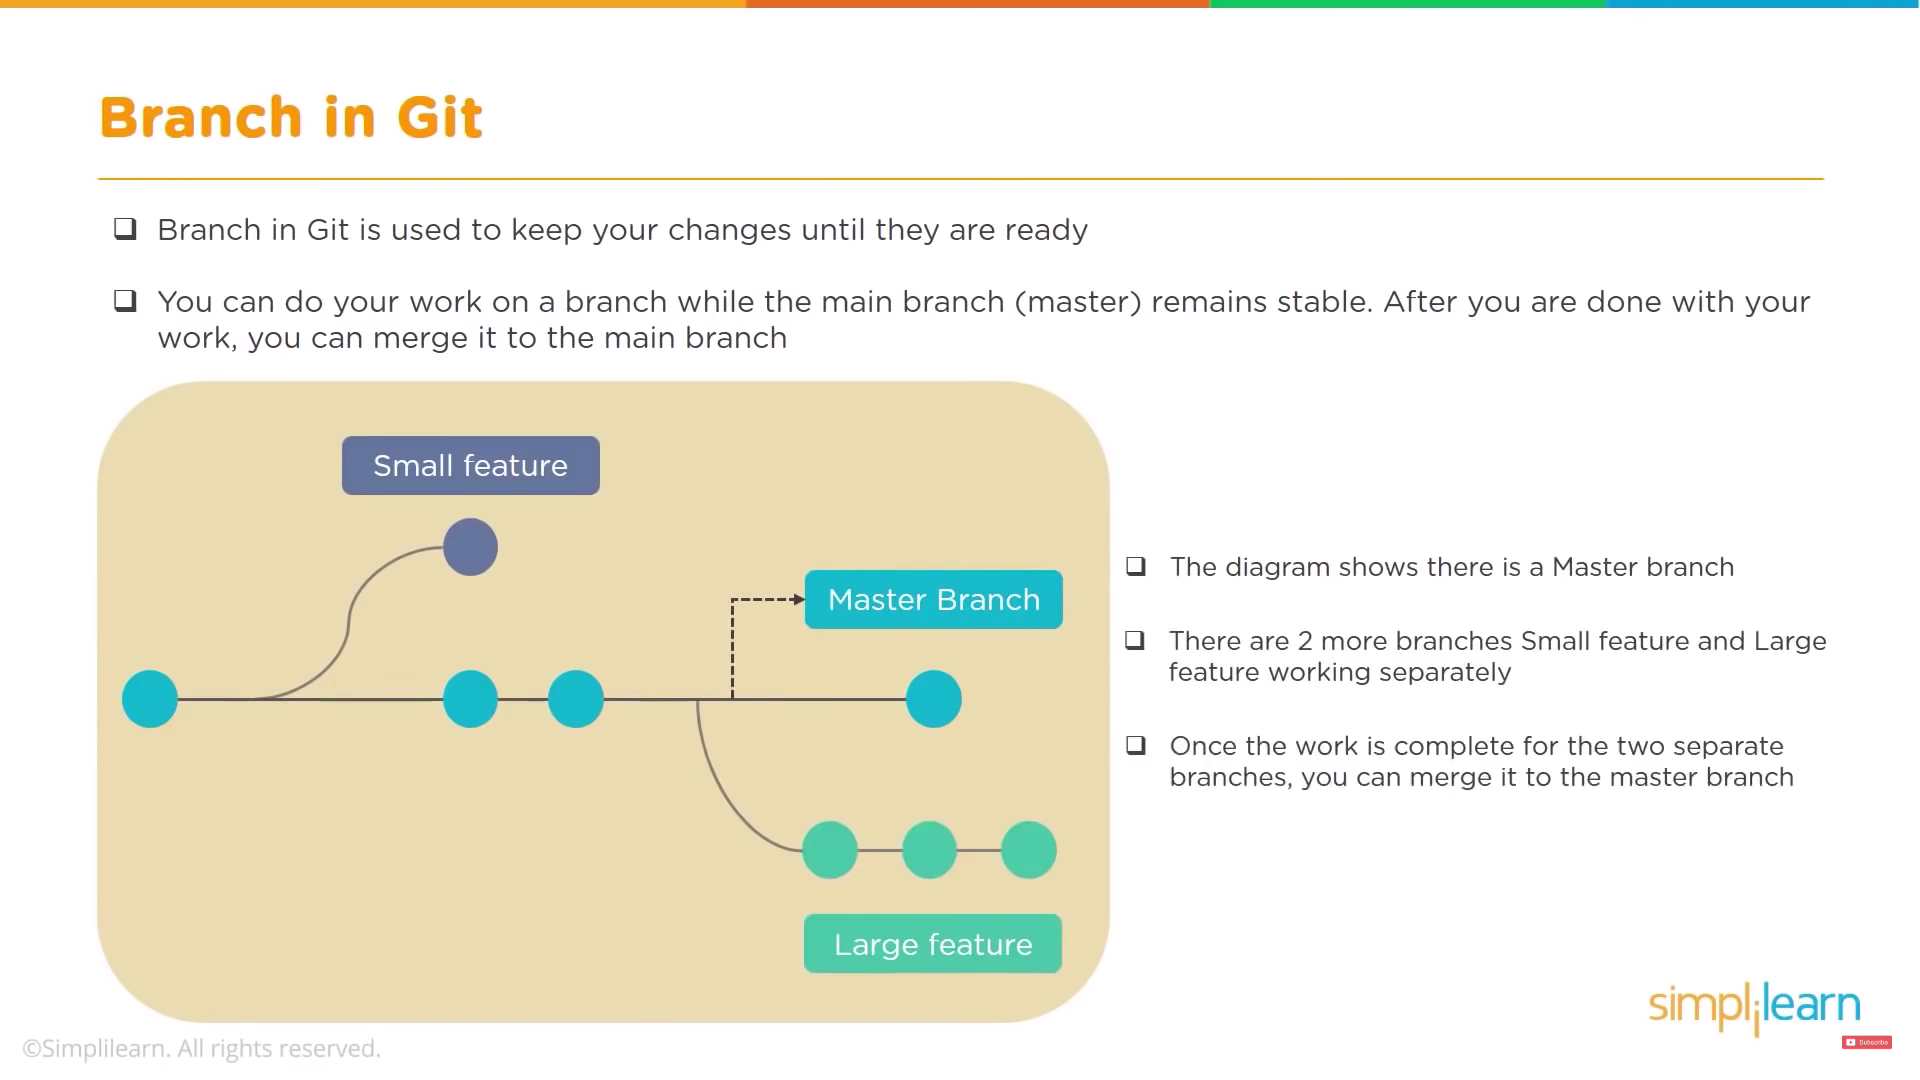 Branch in Git
❑ Branch in Git is used to keep your changes until they are ready
❑ You can do your work on a branch while the main branch (master) remains stable. After you are done with your
work, you can merge it to the main branch
Small feature
Master Branch
Large feature
❑ The diagram shows there is a Master branch
❑ There are 2 more branches Small feature and Large
feature working separately
❑ Once the work is complete for the two separate
branches, you can merge it to the master branch
simplilearn
Subscribe
©Simplilearn. All rights reserved.